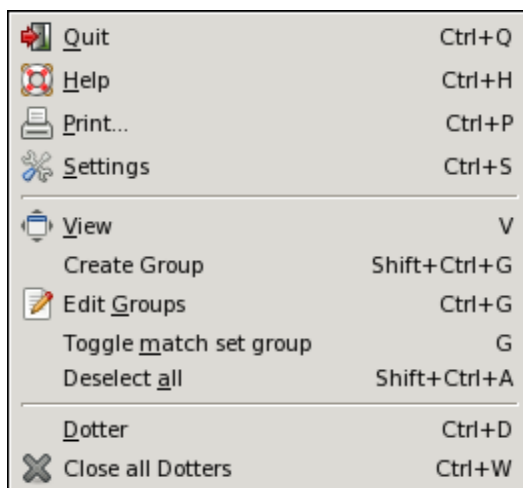 Quit Ctrl+Q
Help Ctrl+H
Print... Ctrl+P
Settings Ctrl+S
View V
Create Group Shift+Ctrl+G
Edit Groups Ctrl+G
Toggle match set group G
Deselect all Shift+Ctrl+A
Dotter Ctrl+D
Close all Dotters Ctrl+W